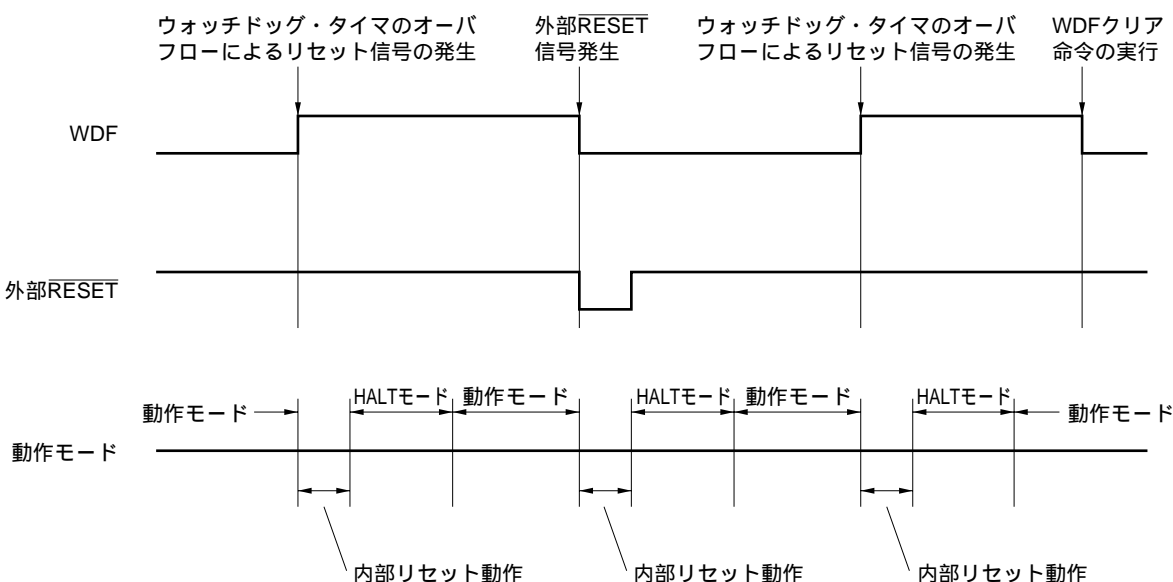 ウォッチドッグ・タイマのオーバ
フローによるリセット信号の発生
外部RESET
信号発生
ウォッチドッグ・タイマのオーバ
フローによるリセット信号の発生
WDFクリア
命令の実行
WDF
外部RESET
動作モード
HALTモード
動作モード
HALTモード
動作モード
HALTモード
動作モード
動作モード
内部リセット動作
内部リセット動作
内部リセット動作